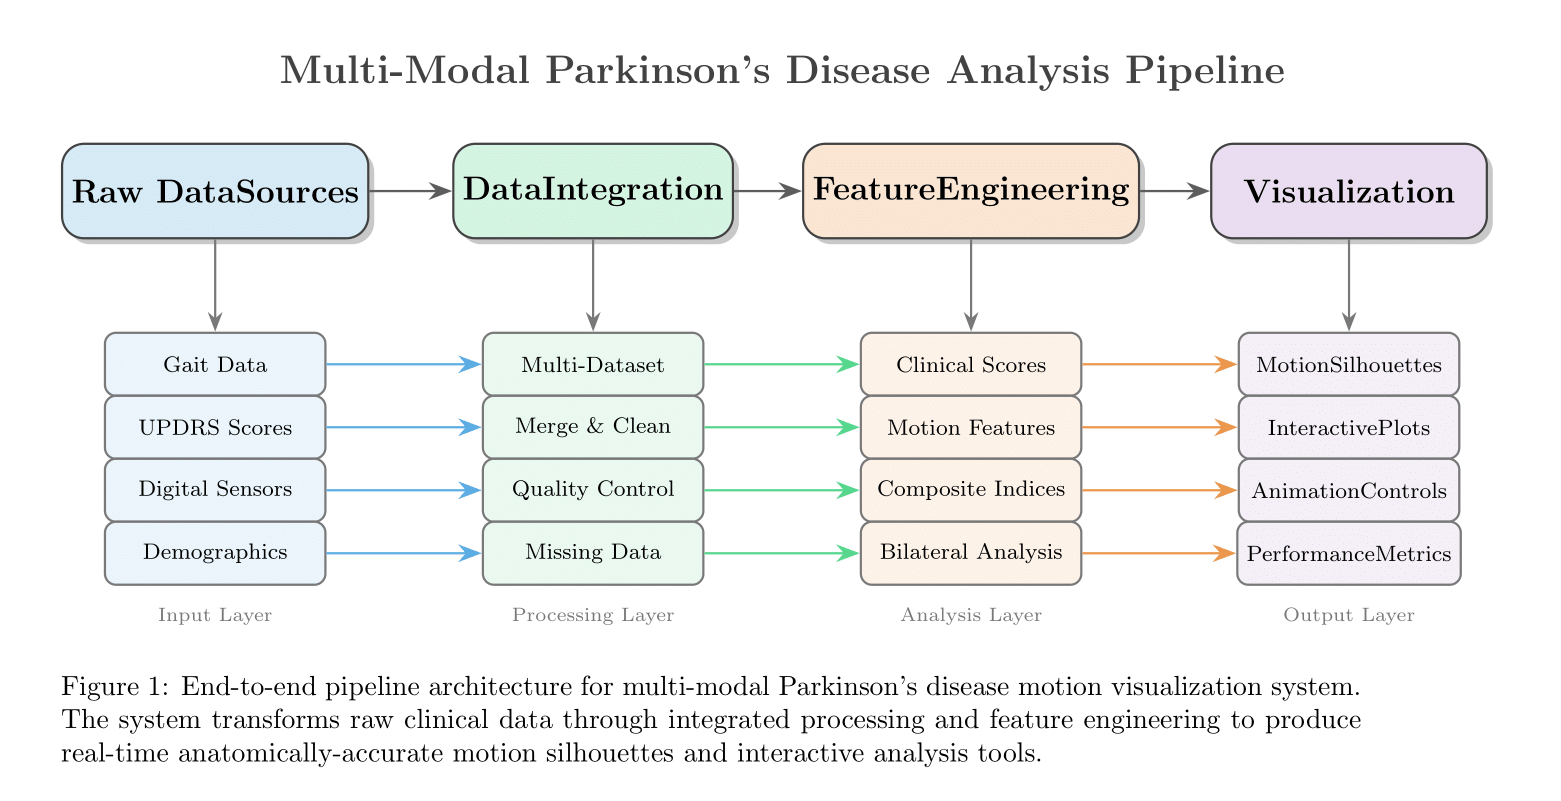 Multi-Modal Parkinson's Disease Analysis Pipeline
Raw DataSources
DataIntegration
FeatureEngineering
Visualization
Gait Data
Multi-Dataset
Clinical Scores
MotionSilhouettes
UPDRS Scores
Merge & Clean
Motion Features
InteractivePlots
Digital Sensors
Quality Control
Composite Indices
AnimationControls
Demographics
Missing Data
Bilateral Analysis
PerformanceMetrics
Input Layer
Processing Layer
Analysis Layer
Output Layer
Figure 1: End-to-end pipeline architecture for multi-modal Parkinson's disease motion visualization system.
The system transforms raw clinical data through integrated processing and feature engineering to produce
real-time anatomically-accurate motion silhouettes and interactive analysis tools.